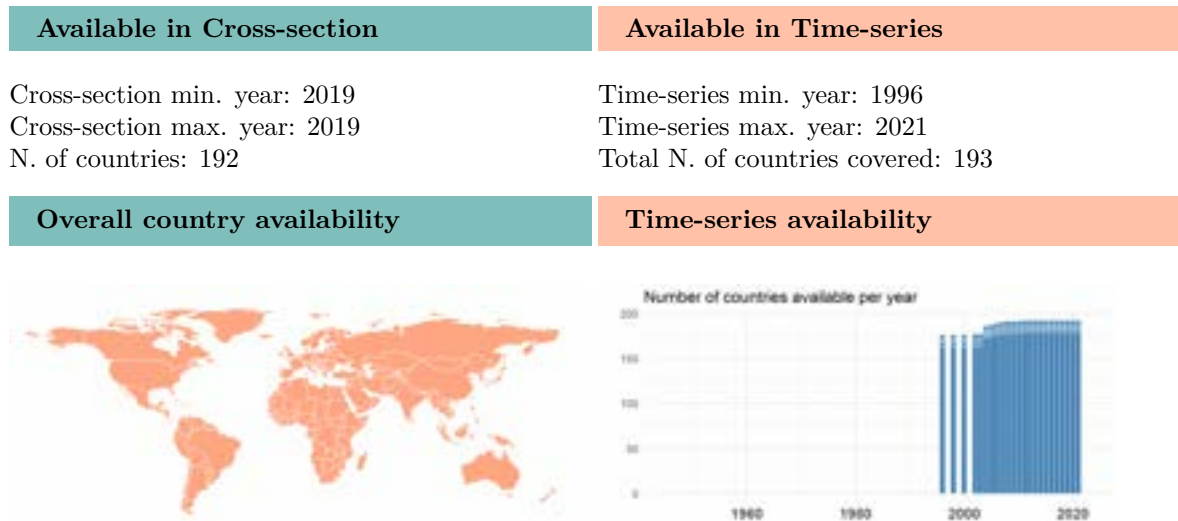 Available in Cross-section
Available in Time-series
Cross-section min. year: 2019
Cross-section max. year: 2019
N. of countries: 192
Time-series min. year: 1996
Time-series max. year: 2021
Total N. of countries covered: 193
Overall country availability
Time-series availability
Number of countries available per year
200
150
100
50
0
1960
1980
2000
2020